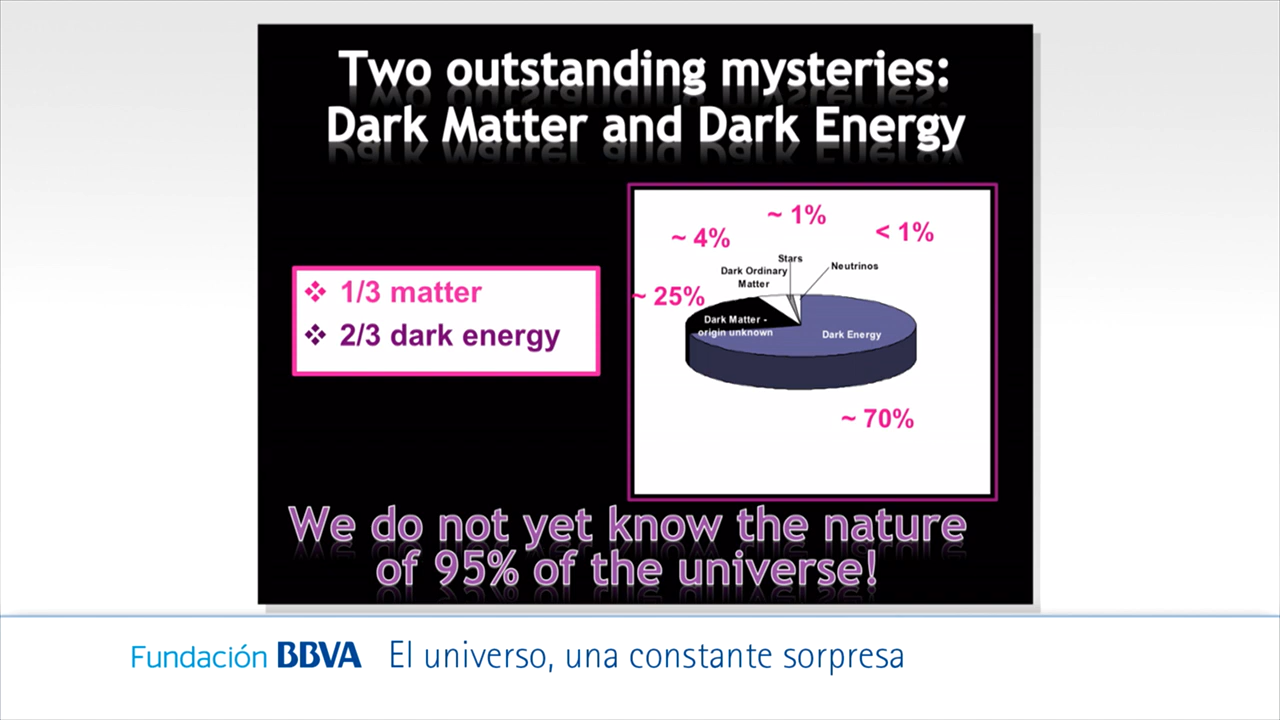 Two outstanding mysteries:
Dark Matter and Dark Energy
❖ 1/3 matter
❖ 2/3 dark energy
~ 1%
~ 4%
< 1%
Stars
Neutrinos
Dark Ordinary
Matter
~ 25%
Dark Matter -
origin unknown
Dark Energy
~ 70%
We do not yet know the nature
of 95% of the universe!
Fundación BBVA El universo, una constante sorpresa